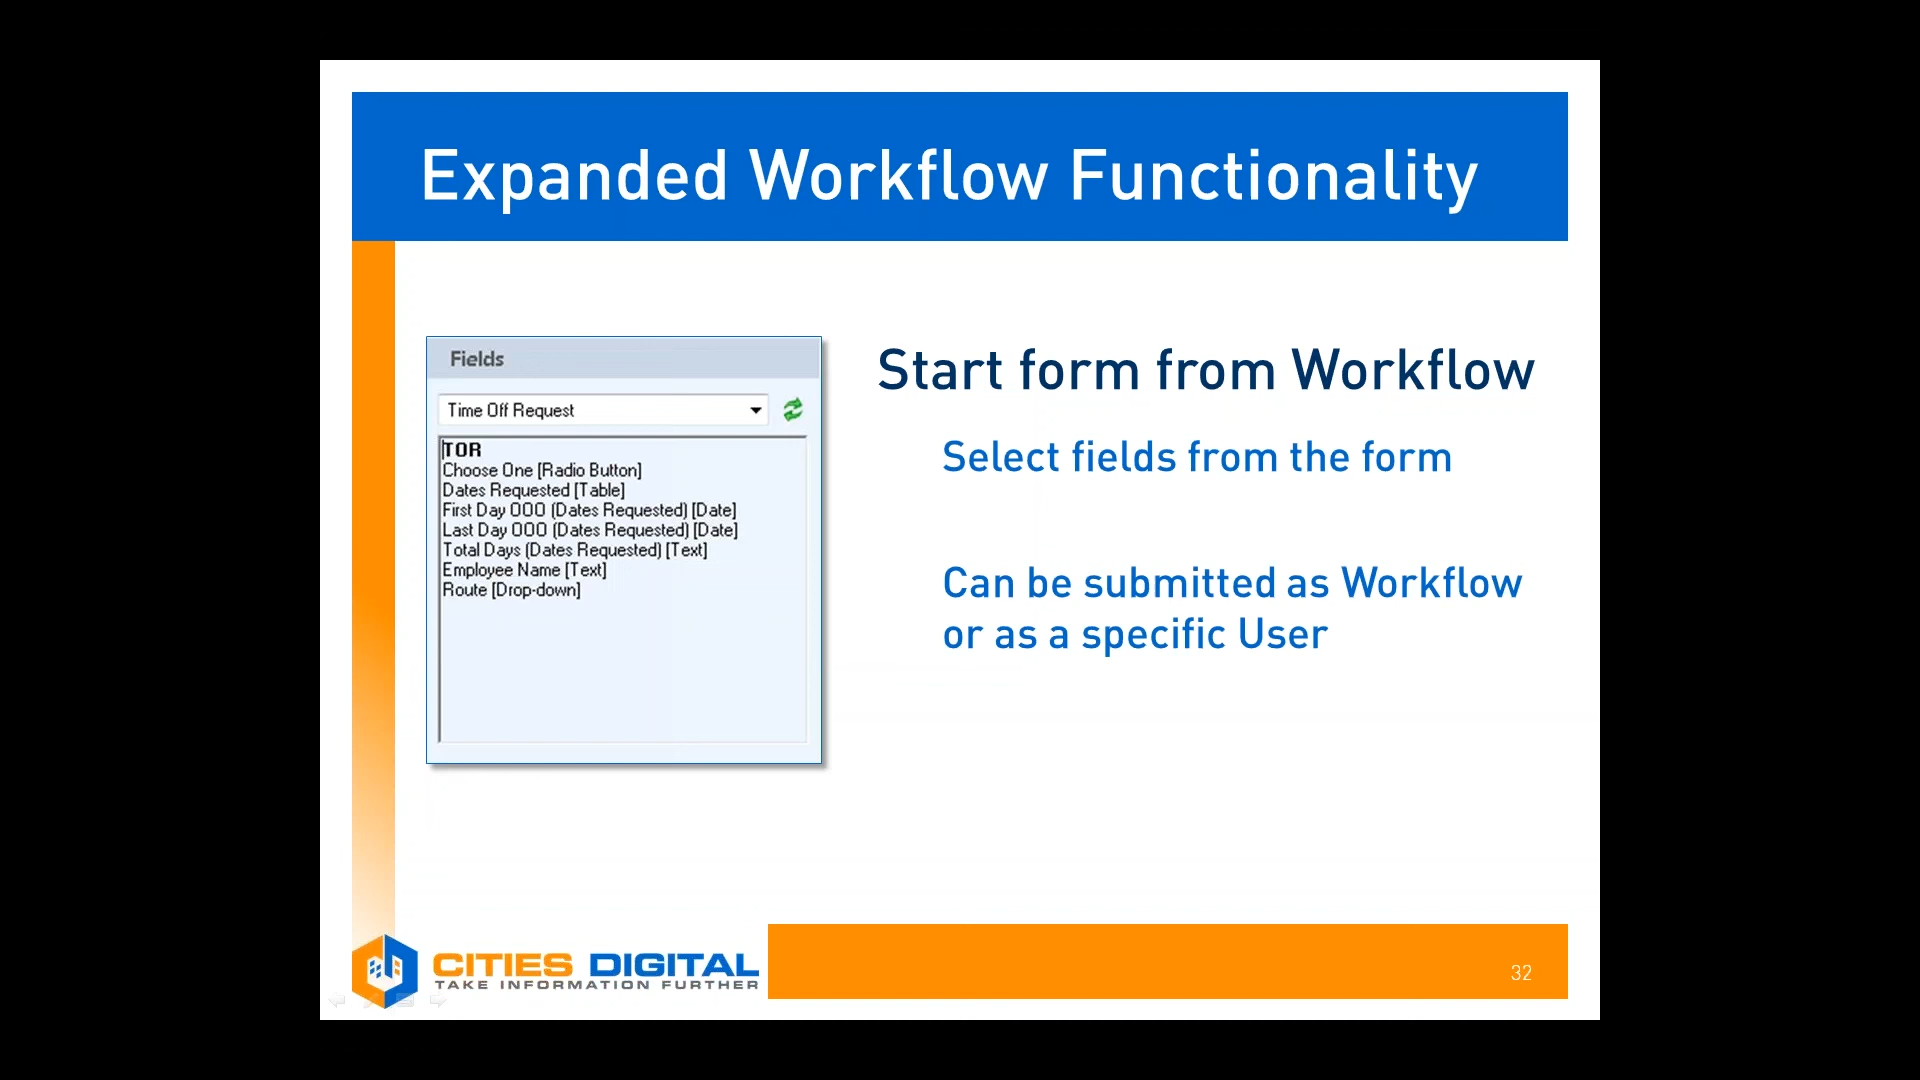 Expanded Workflow Functionality
Fields
Time Off Request
TOR
Choose One [Radio Button]
Dates Requested [Table]
First Day OOO (Dates Requested) [Date]
Last Day OOO (Dates Requested) [Date]
Total Days (Dates Requested) [Text]
Employee Name [Text]
Route [Drop-down]
Start form from Workflow
Select fields from the form
Can be submitted as Workflow
or as a specific User
CITIES DIGITAL
TAKE INFORMATION FURTHER
32